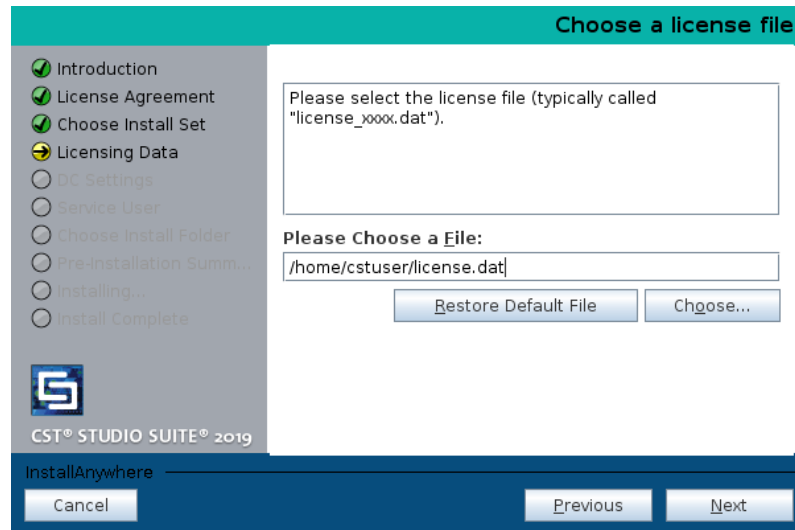 Choose a license file
Introduction
License Agreement
Choose Install Set
Licensing Data
DC Settings
Service User
Choose Install Folder
Pre-Installation Summ...
Installing...
Install Complete
Please select the license file (typically called
"license_xxxx.dat").
Please Choose a File:
/home/cstuser/license.dat
Restore Default File
Choose...
CST® STUDIO SUITE® 2019
InstallAnywhere
Cancel
Previous
Next